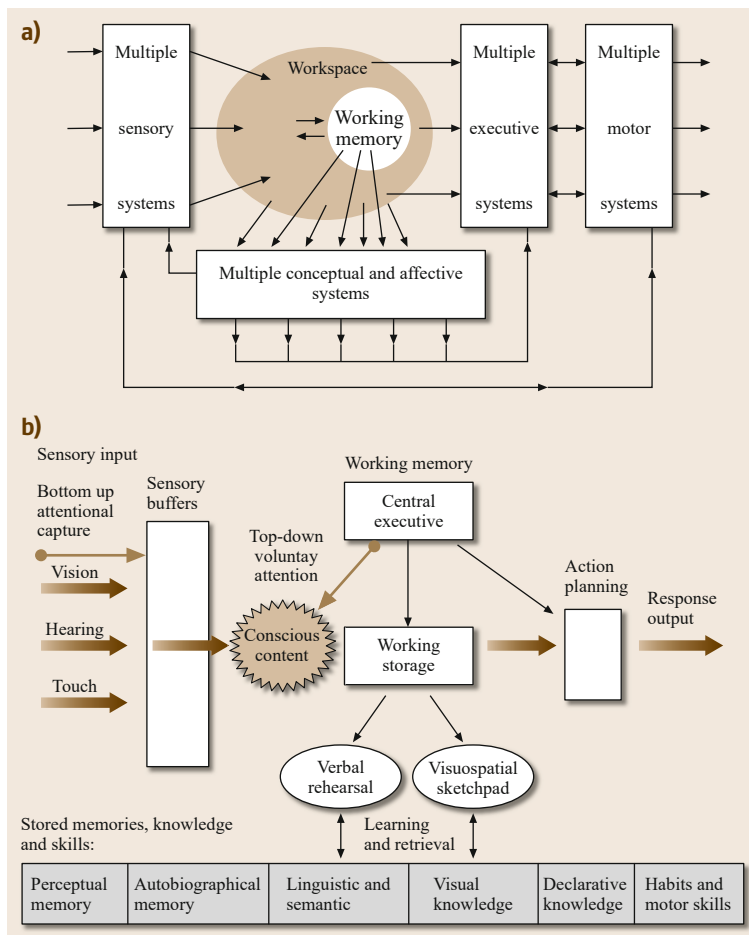 a)
Multiple
sensory
systems
Workspace
Working
memory
Multiple
executive
systems
Multiple
motor
systems
Multiple conceptual and affective
systems
b)
Sensory input
Bottom up
attentional
capture
Vision
Hearing
Touch
Sensory
buffers
Top-down
voluntay
attention
Conscious
content
Working memory
Central
executive
Working
storage
Action
planning
Response
output
Verbal
rehearsal
Visuospatial
sketchpad
Stored memories, knowledge
and skills:
Learning
and retrieval
Perceptual
memory
Autobiographical
memory
Linguistic and
semantic
Visual
knowledge
Declarative
knowledge
Habits and
motor skills